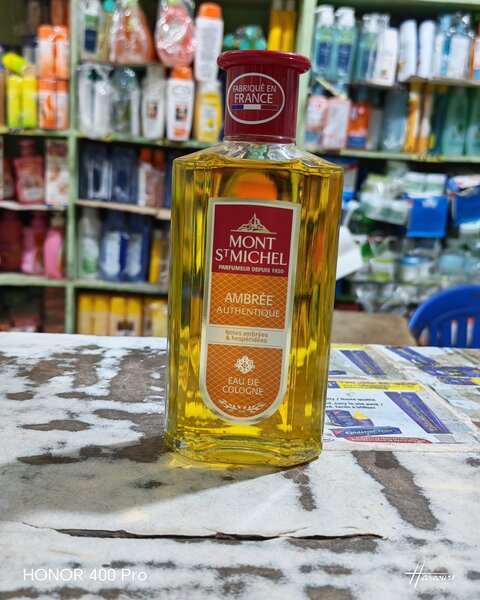 FABRIQUÉ EN
FRANCE
MONT
ST MICHEL
PARFUMEUR DEPUIS 1920
AMBRÉE
AUTHENTIQUE
Notes ambrées
& hespéridées
EAU DE
COLOGNE
HONOR 400 Pro
Harcourt